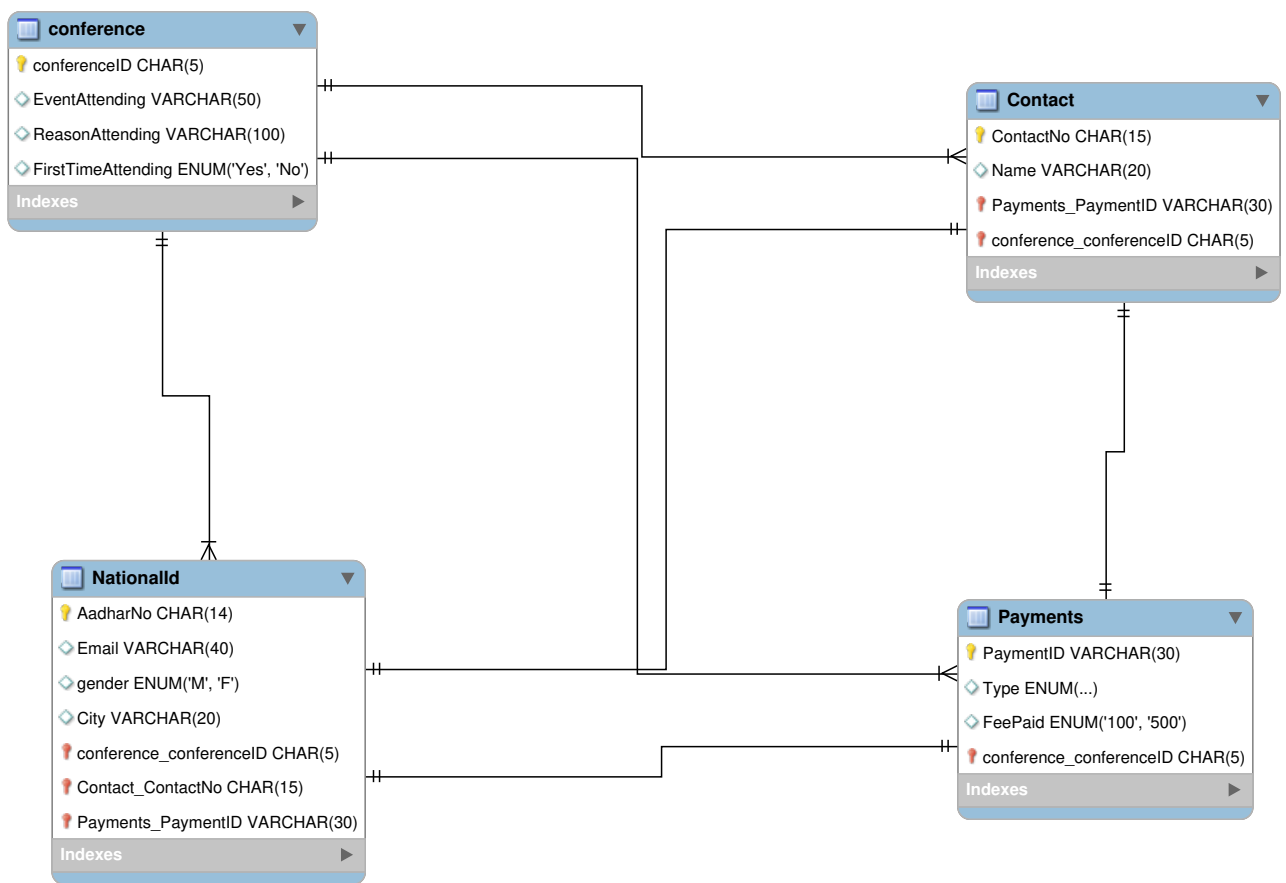 conference
conferenceID CHAR(5)
EventAttending VARCHAR(50)
ReasonAttending VARCHAR(100)
FirstTimeAttending ENUM('Yes', 'No')
Indexes
Contact
ContactNo CHAR(15)
Name VARCHAR(20)
Payments_PaymentID VARCHAR(30)
conference_conferenceID CHAR(5)
Indexes
NationalId
AadharNo CHAR(14)
Email VARCHAR(40)
gender ENUM('M', 'F')
City VARCHAR(20)
conference_conferenceID CHAR(5)
Contact_ContactNo CHAR(15)
Payments_PaymentID VARCHAR(30)
Indexes
Payments
PaymentID VARCHAR(30)
Type ENUM(...)
FeePaid ENUM('100', '500')
conference_conferenceID CHAR(5)
Indexes